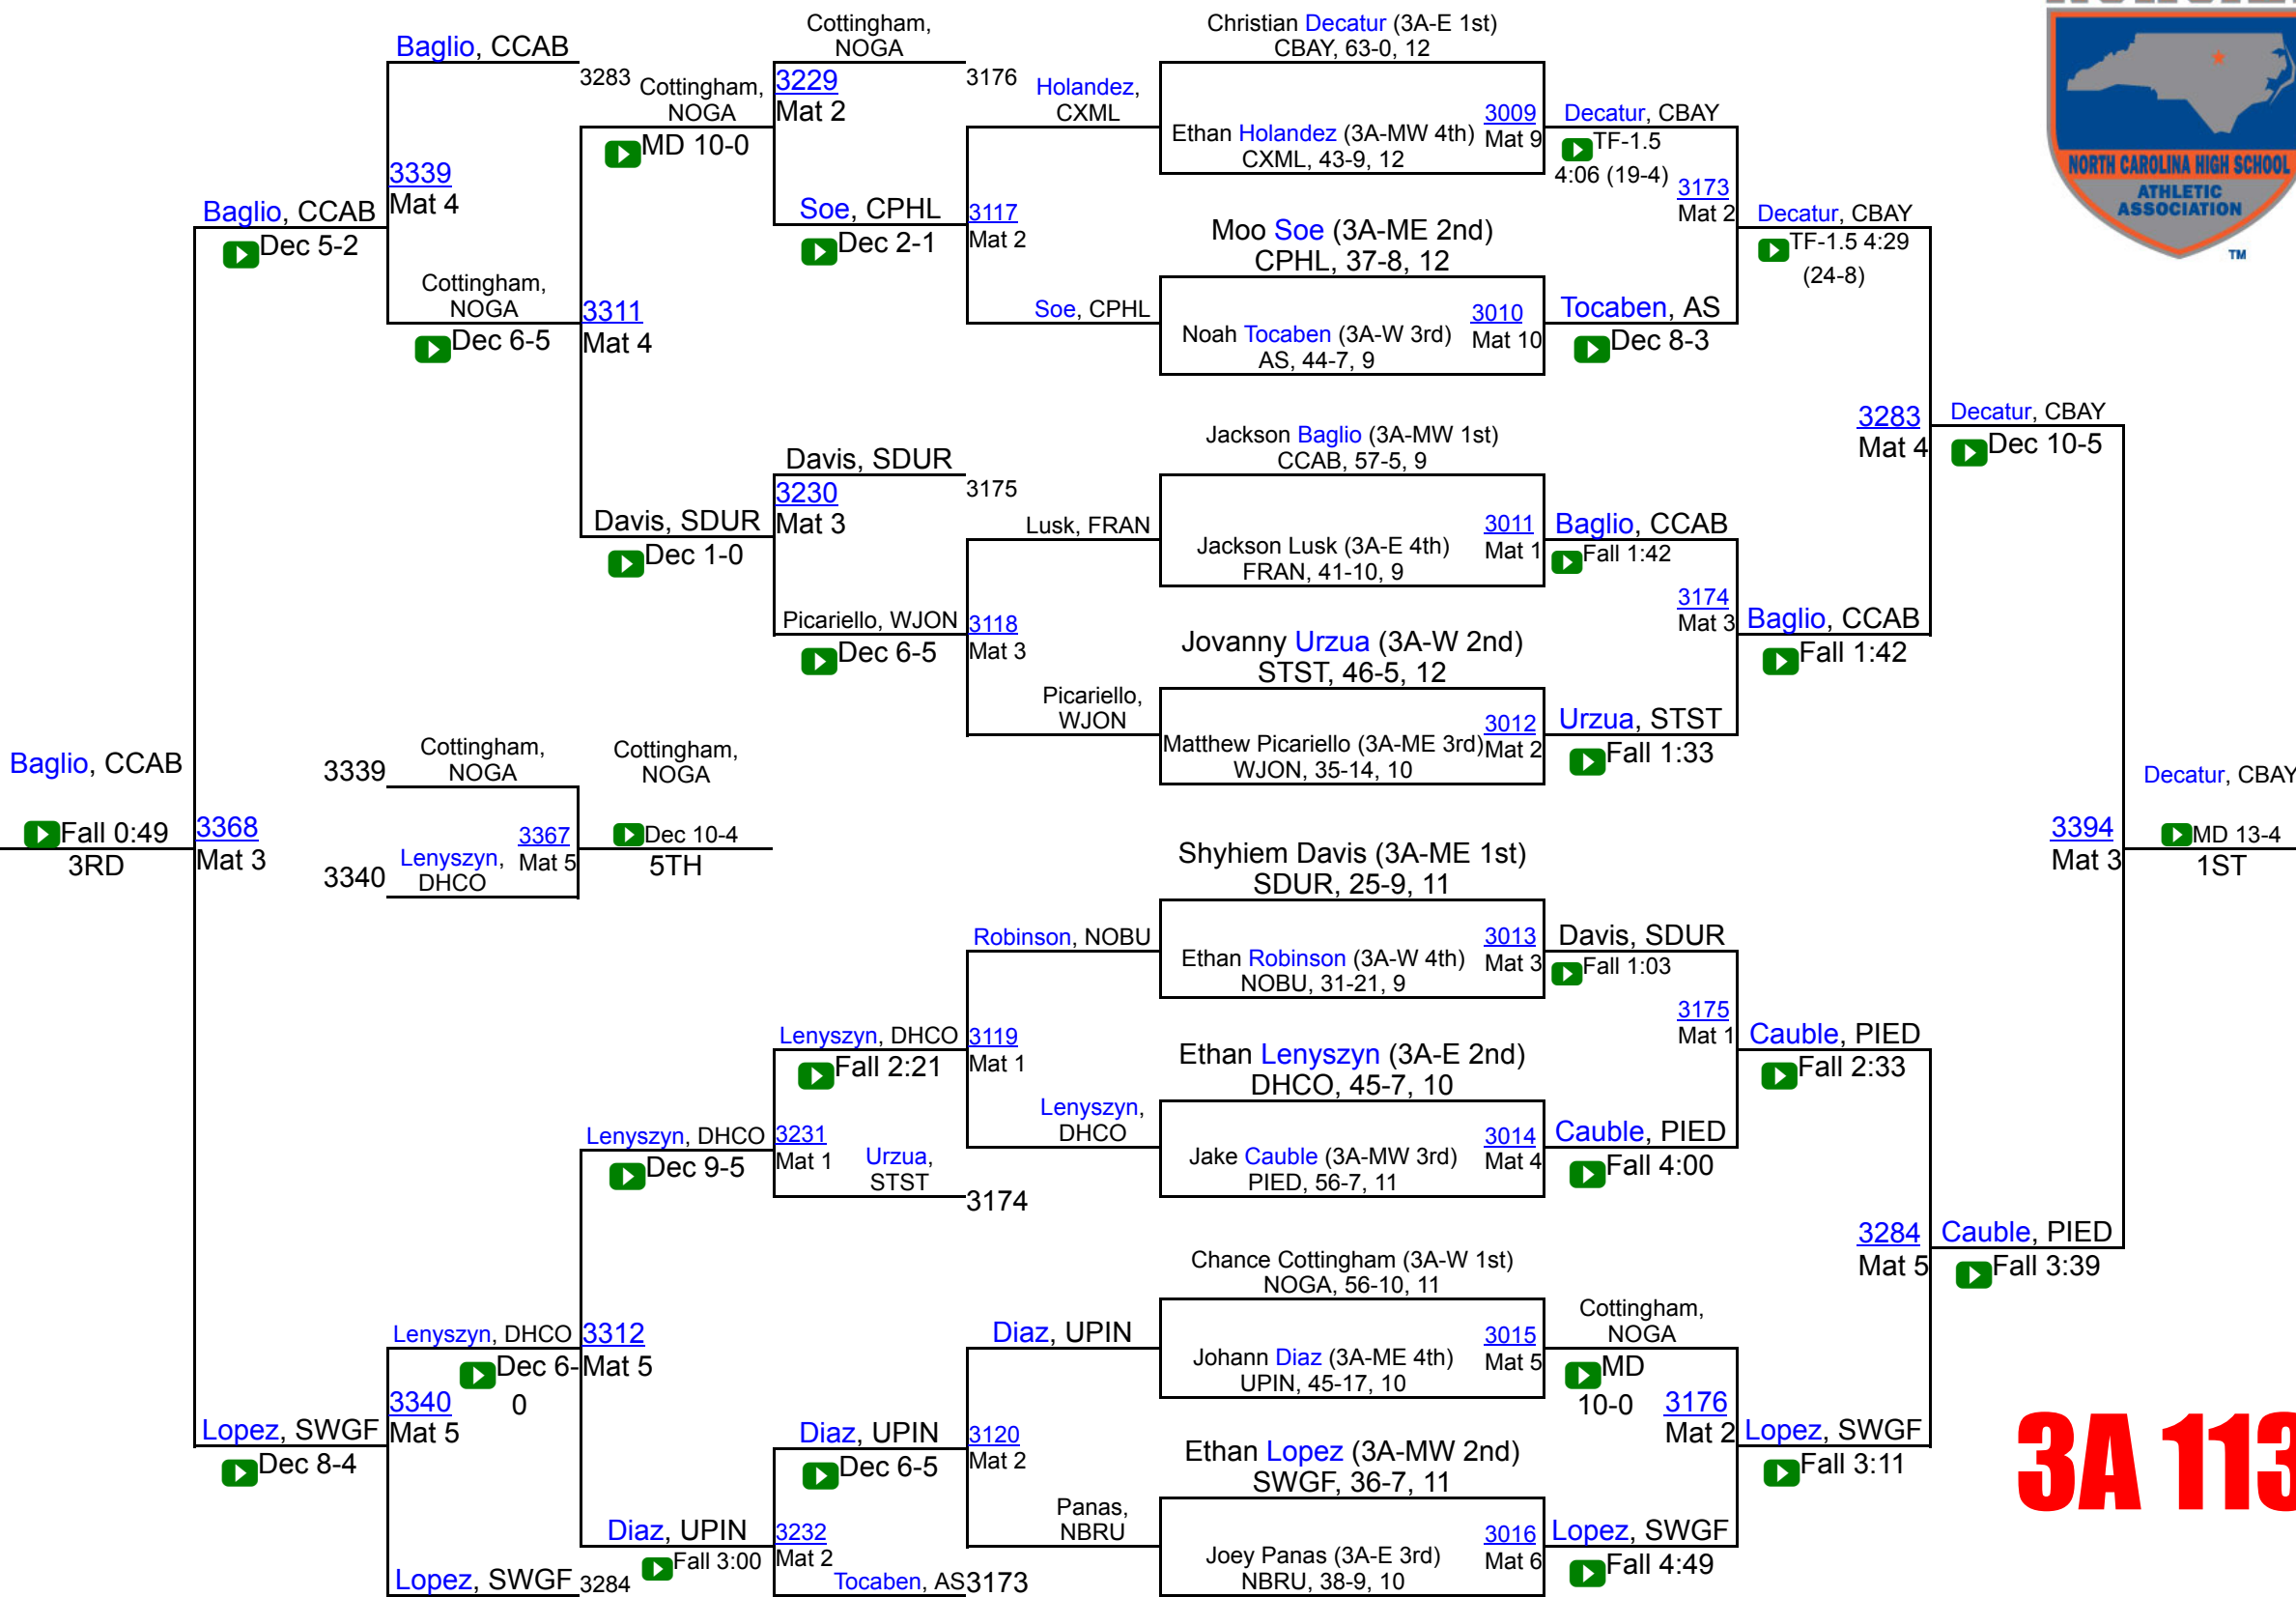 Baglio, CCAB
3283
3339
Mat 4
Baglio, CCAB
Dec 5-2
Cottingham,
NOGA
Dec 6-5
Cottingham,
NOGA
MD 10-0
3311
Mat 4
Davis, SDUR
Dec 1-0
Cottingham,
NOGA
3176
3229
Mat 2
Soe, CPHL
Dec 2-1
Davis, SDUR
3175
3230
Mat 3
Picariello, WJON
Dec 6-5
Holandez,
CXML
3117
Mat 2
Soe, CPHL
Lusk, FRAN
3118
Mat 3
Picariello,
WJON
Christian Decatur (3A-E 1st)
CBAY, 63-0, 12
Ethan Holandez (3A-MW 4th)
CXML, 43-9, 12
3009
Mat 9
Decatur, CBAY
TF-1.5
4:06 (19-4)
Moo Soe (3A-ME 2nd)
CPHL, 37-8, 12
Noah Tocaben (3A-W 3rd)
AS, 44-7, 9
3010
Mat 10
Tocaben, AS
Dec 8-3
3173
Mat 2
Decatur, CBAY
TF-1.5 4:29
(24-8)
Jackson Baglio (3A-MW 1st)
CCAB, 57-5, 9
Jackson Lusk (3A-E 4th)
FRAN, 41-10, 9
3011
Mat 1
Baglio, CCAB
Fall 1:42
Jovanny Urzua (3A-W 2nd)
STST, 46-5, 12
Matthew Picariello (3A-ME 3rd)
WJON, 35-14, 10
3012
Mat 2
Urzua, STST
Fall 1:33
3174
Mat 3
Baglio, CCAB
Fall 1:42
3283
Mat 4
Decatur, CBAY
Dec 10-5
NORTH CAROLINA HIGH SCHOOL
ATHLETIC
ASSOCIATION
TM
Baglio, CCAB
Fall 0:49
3RD
3368
Mat 3
3339
Cottingham,
NOGA
3340
Lenyszyn,
DHCO
3367
Mat 5
Cottingham,
NOGA
Dec 10-4
5TH
3394
Mat 3
Decatur, CBAY
MD 13-4
1ST
Shyhiem Davis (3A-ME 1st)
SDUR, 25-9, 11
Ethan Robinson (3A-W 4th)
NOBU, 31-21, 9
3013
Mat 3
Davis, SDUR
Fall 1:03
Ethan Lenyszyn (3A-E 2nd)
DHCO, 45-7, 10
Jake Cauble (3A-MW 3rd)
PIED, 56-7, 11
3014
Mat 4
Cauble, PIED
Fall 4:00
3175
Mat 1
Cauble, PIED
Fall 2:33
Robinson, NOBU
3119
Mat 1
Lenyszyn,
DHCO
Lenyszyn, DHCO
Fall 2:21
3231
Mat 1
Urzua,
STST
3174
Lenyszyn, DHCO
Dec 9-5
Chance Cottingham (3A-W 1st)
NOGA, 56-10, 11
Johann Diaz (3A-ME 4th)
UPIN, 45-17, 10
3015
Mat 5
Cottingham,
NOGA
MD
10-0
Ethan Lopez (3A-MW 2nd)
SWGF, 36-7, 11
Joey Panas (3A-E 3rd)
NBRU, 38-9, 10
3016
Mat 6
Lopez, SWGF
Fall 4:49
3176
Mat 2
Lopez, SWGF
Fall 3:11
3284
Mat 5
Cauble, PIED
Fall 3:39
Diaz, UPIN
3120
Mat 2
Panas,
NBRU
Diaz, UPIN
Dec 6-5
3232
Mat 2
Tocaben, AS
3173
Diaz, UPIN
Fall 3:00
3312
Mat 5
Lenyszyn, DHCO
Dec 6-
0
3340
Mat 5
Lopez, SWGF
3284
Lopez, SWGF
Dec 8-4
3A 113